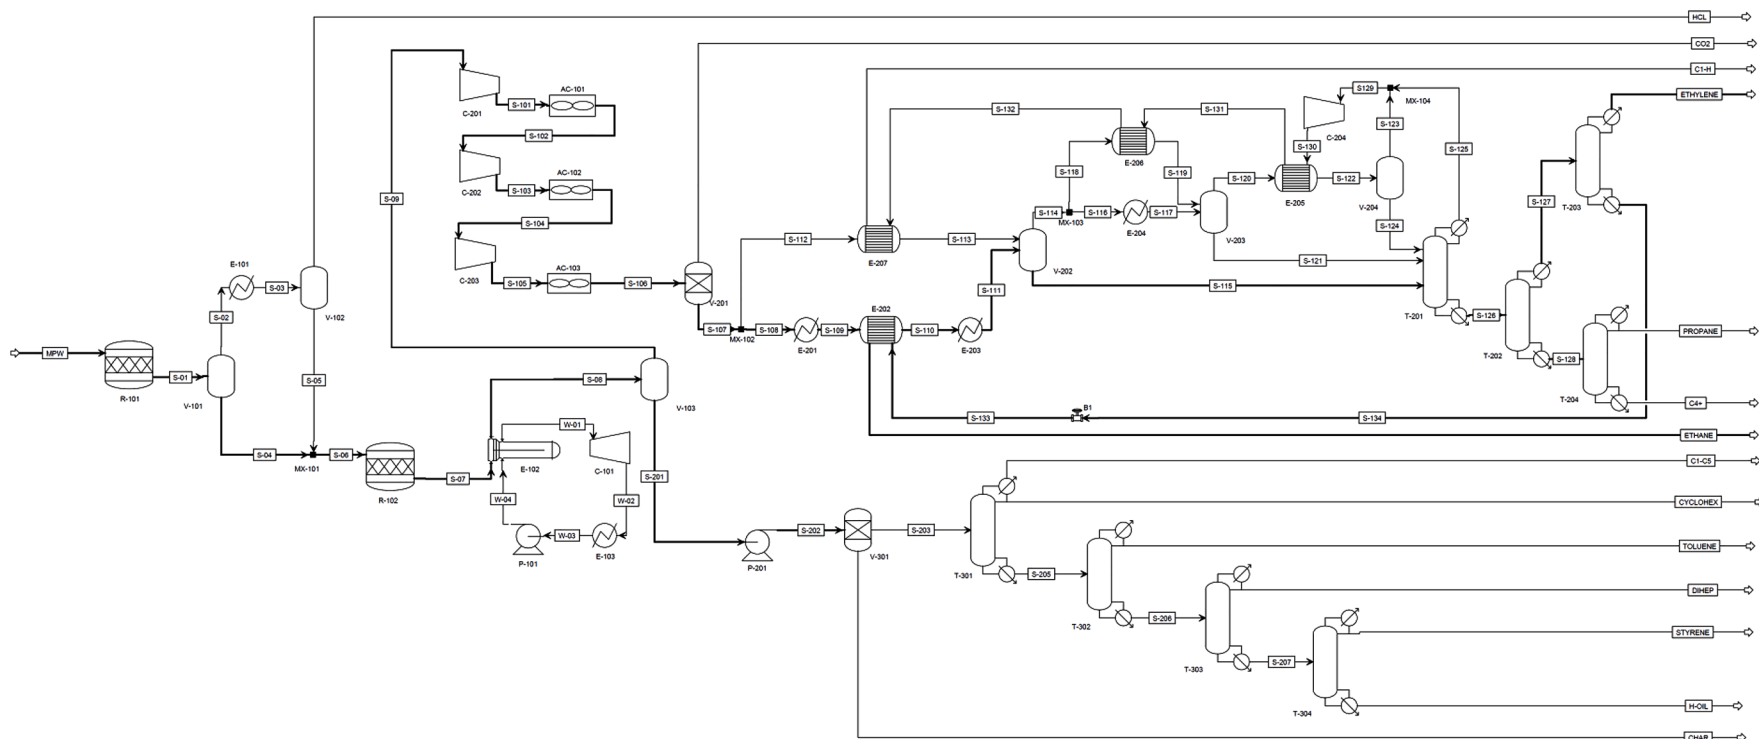 HCL
CO2
C1-H
ETHYLENE
C-201
S-101
AC-101
S-102
C-202
S-103
AC-102
S-104
C-203
S-105
AC-103
S-106
V-201
S-107
MX-102
S-108
E-201
S-109
E-202
S-110
E-203
S-111
S-112
E-207
S-113
S-132
E-206
S-131
S-118
S-119
S-114
MX-103
S-116
E-204
S-117
V-202
S-115
V-203
S-120
S-121
E-205
S-130
C-204
S129
MX-104
S-123
S-122
V-204
S-124
S-125
T-201
S-126
T-202
S-127
T-203
S-128
T-204
PROPANE
C4+
S-133
B1
S-134
ETHANE
S-09
E-101
S-03
S-02
V-102
MPW
R-101
S-01
V-101
S-05
S-04
MX-101
S-06
R-102
S-07
S-08
V-103
E-102
W-01
C-101
W-02
E-103
W-03
P-101
W-04
S-201
P-201
S-202
V-301
S-203
T-301
C1-C5
CYCLOHEX
S-205
T-302
TOLUENE
S-206
T-303
DIHEP
S-207
T-304
STYRENE
H-OIL
CHAR